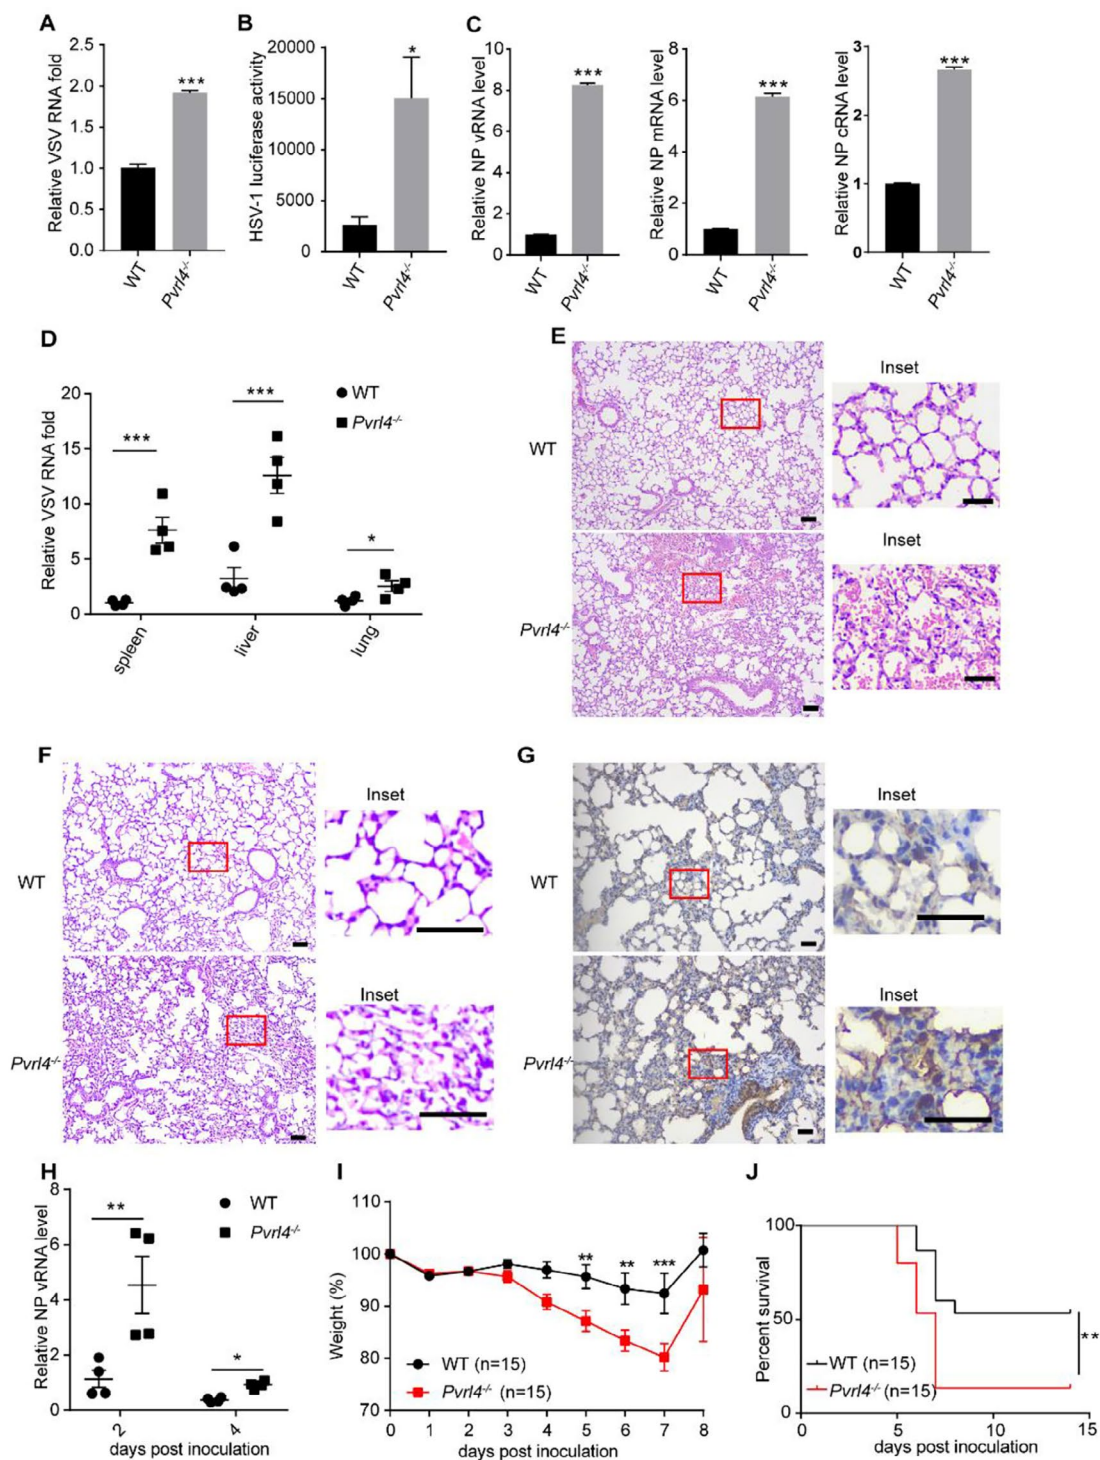 A
Relative VSV RNA fold
2.5
2.0
1.5
1.0
0.5
0.0
***
WT
Pvrl4-/-
B
HSV-1 luciferase activity
20000
15000
10000
5000
0
*
WT
Pvrl4-/-
C
Relative NP vRNA level
10
8
6
4
2
0
***
WT
Pvrl4-/-
Relative NP mRNA level
8
6
4
2
0
***
WT
Pvrl4-/-
Relative NP cRNA level
3
2
1
0
***
WT
Pvrl4-/-
D
Relative VSV RNA fold
20
15
10
5
0
***
***
*
WT
Pvrl4-/-
spleen
liver
lung
E
WT
Inset
Pvrl4-/-
Inset
F
WT
Inset
Pvrl4-/-
Inset
G
WT
Inset
Pvrl4-/-
Inset
H
Relative NP vRNA level
8
6
4
2
0
**
*
WT
Pvrl4-/-
2
4
days post inoculation
I
Weight (%)
110
100
90
80
70
**
**
***
WT (n=15)
Pvrl4-/- (n=15)
0 1 2 3 4 5 6 7 8
days post inoculation
J
Percent survival
100
50
0
**
WT (n=15)
Pvrl4-/- (n=15)
0 5 10 15
days post inoculation